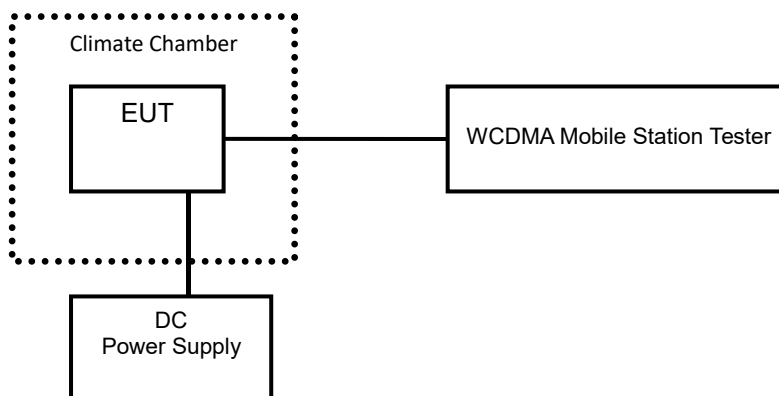 Climate Chamber
EUT
WCDMA Mobile Station Tester
DC
Power Supply